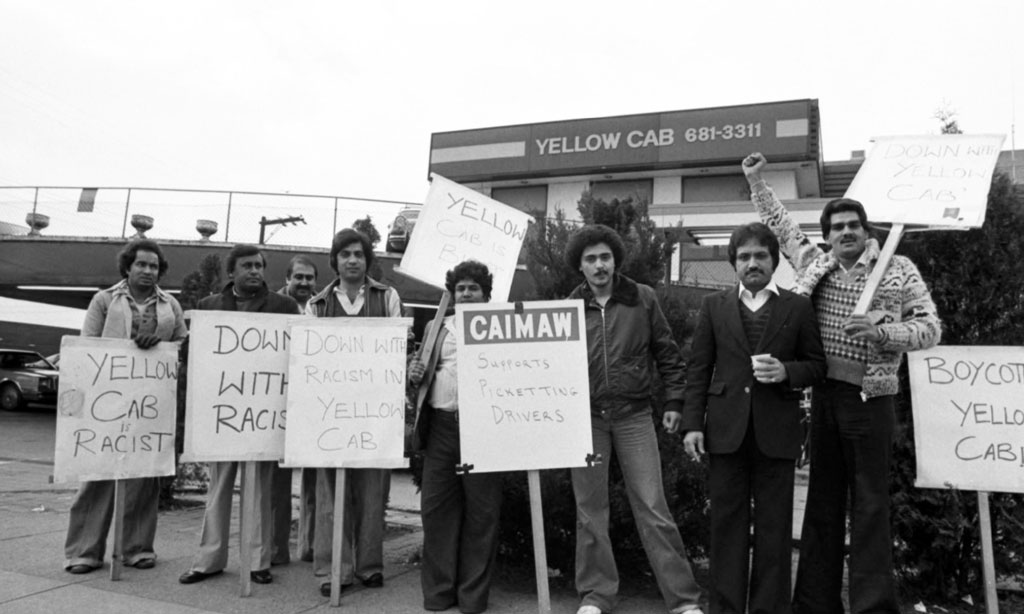 YELLOW CAB 681-3311
YELLOW
CAB
IS
RACIST
DOWN
WITH
RACIS
DOWN WITH
RACISM IN
YELLOW
CAB
YELLOW
CAB IS
CAIMAW
SUPPORTS
PICKETTING
DRIVERS
DOWN WITH
YELLOW
CAB
BOYCOT
YELLO
CAB!